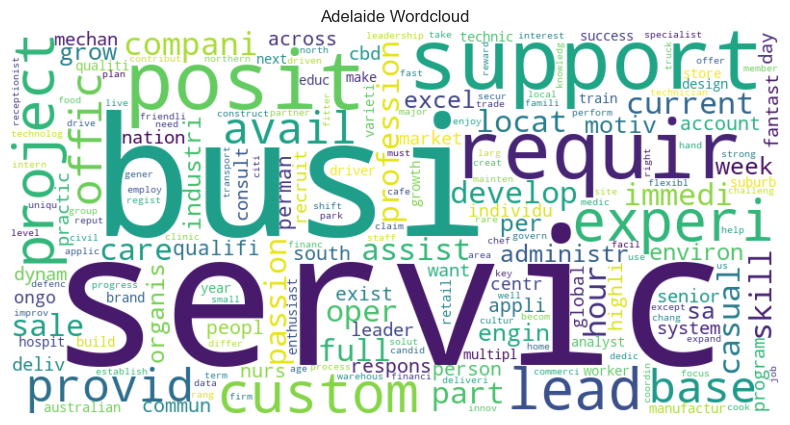 Adelaide Wordcloud
mechan
grow
qualiti
compani
contribut
across
next
educ
cbd
make
leadership
north
northern
driven
posit
varieti
profession
take
fast
major
support
interest
reward
secur
trade
technic
success
specialist
knowledg
offer
train
design
store
truck
technician
member
day
fantast
receptionist
project
plan
food
live
technolog
drive
intern
offic
friendli
need
nation
industri
avail
construct
partner
local
famili
enjoy
excel
market
driver
growth
locat
perform
motiv
current
account
hand
strong
right
larg
creat
must
cafe
fitter
recruit
perman
consult
transport
citi
busi
requir
week
suburb
challeng
flexibl
immedi
medic
site
mainten
develop
individu
per
rare
chef
govern
experi
help
environ
facil
use
us
area
administr
assist
staff
claim
park
shift
regist
employ
gener
uniqu
practic
group
reput
level
applic
civil
clinic
care
qualifi
south
financ
want
exist
oper
leader
enthusiast
passion
organis
year
small
brand
progress
dynam
defenc
ongo
improv
hospit
sale
build
peopl
differ
nurs
deliv
establish
term
data
rang
firm
provid
australian
commun
custom
process
age
full
respons
solut
candid
warehous
financi
part
deliveri
innov
person
becom
cultur
well
key
centr
appli
retail
engin
multipl
home
commerci
lead
global
highli
hour
sa
analyst
worker
dedic
system
senior
casual
skill
except
chang
expand
program
coordin
focus
base
manufactur
cook
job
servic